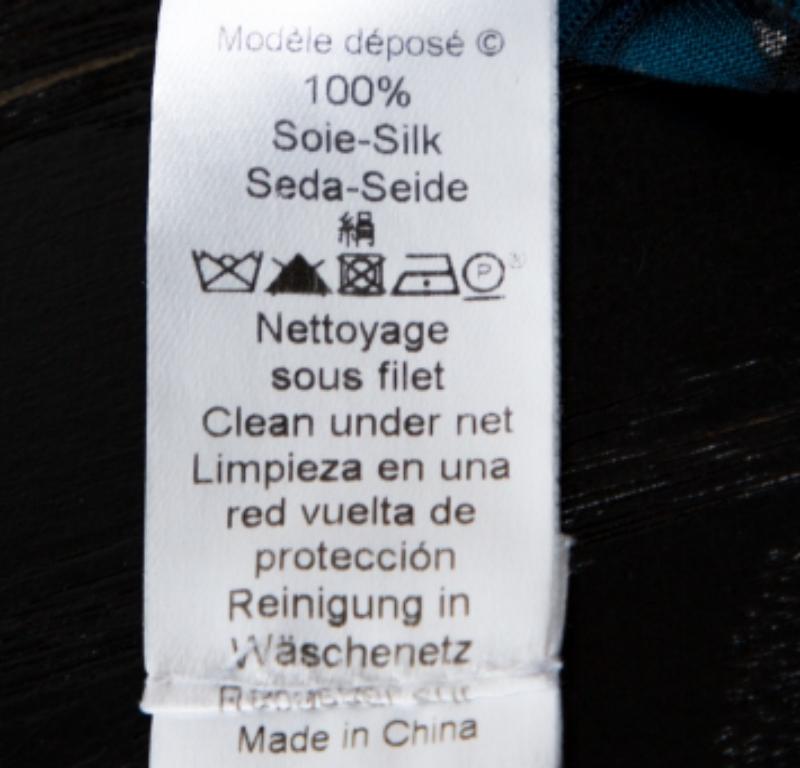 Modèle déposé ©
100%
Soie-Silk
Seda-Seide
絹
P
Nettoyage
sous filet
Clean under net
Limpieza en una
red vuelta de
protección
Reinigung in
Wäschenetz
Made in China